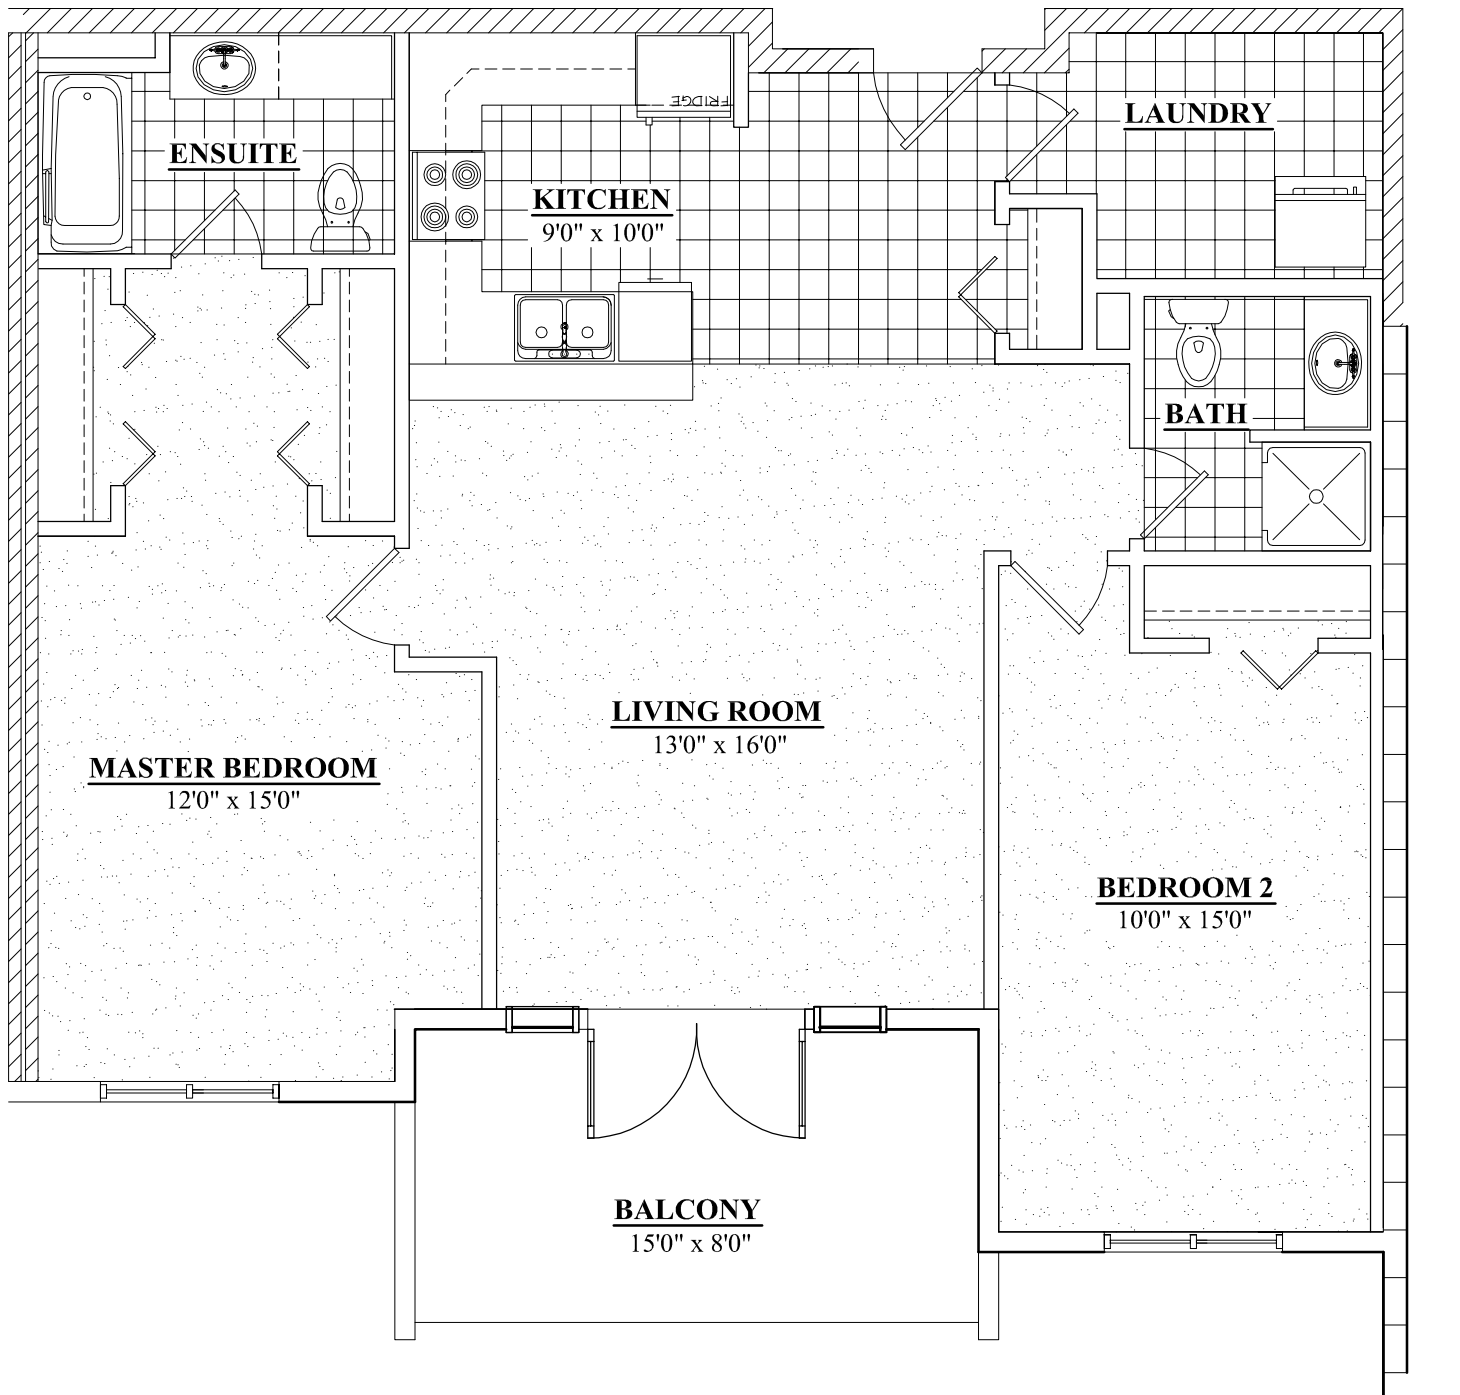 FRIDGE
LAUNDRY
ENSUITE
KITCHEN
9'0" x 10'0"
BATH
LIVING ROOM
13'0" x 16'0"
MASTER BEDROOM
12'0" x 15'0"
BEDROOM 2
10'0" x 15'0"
BALCONY
15'0" x 8'0"